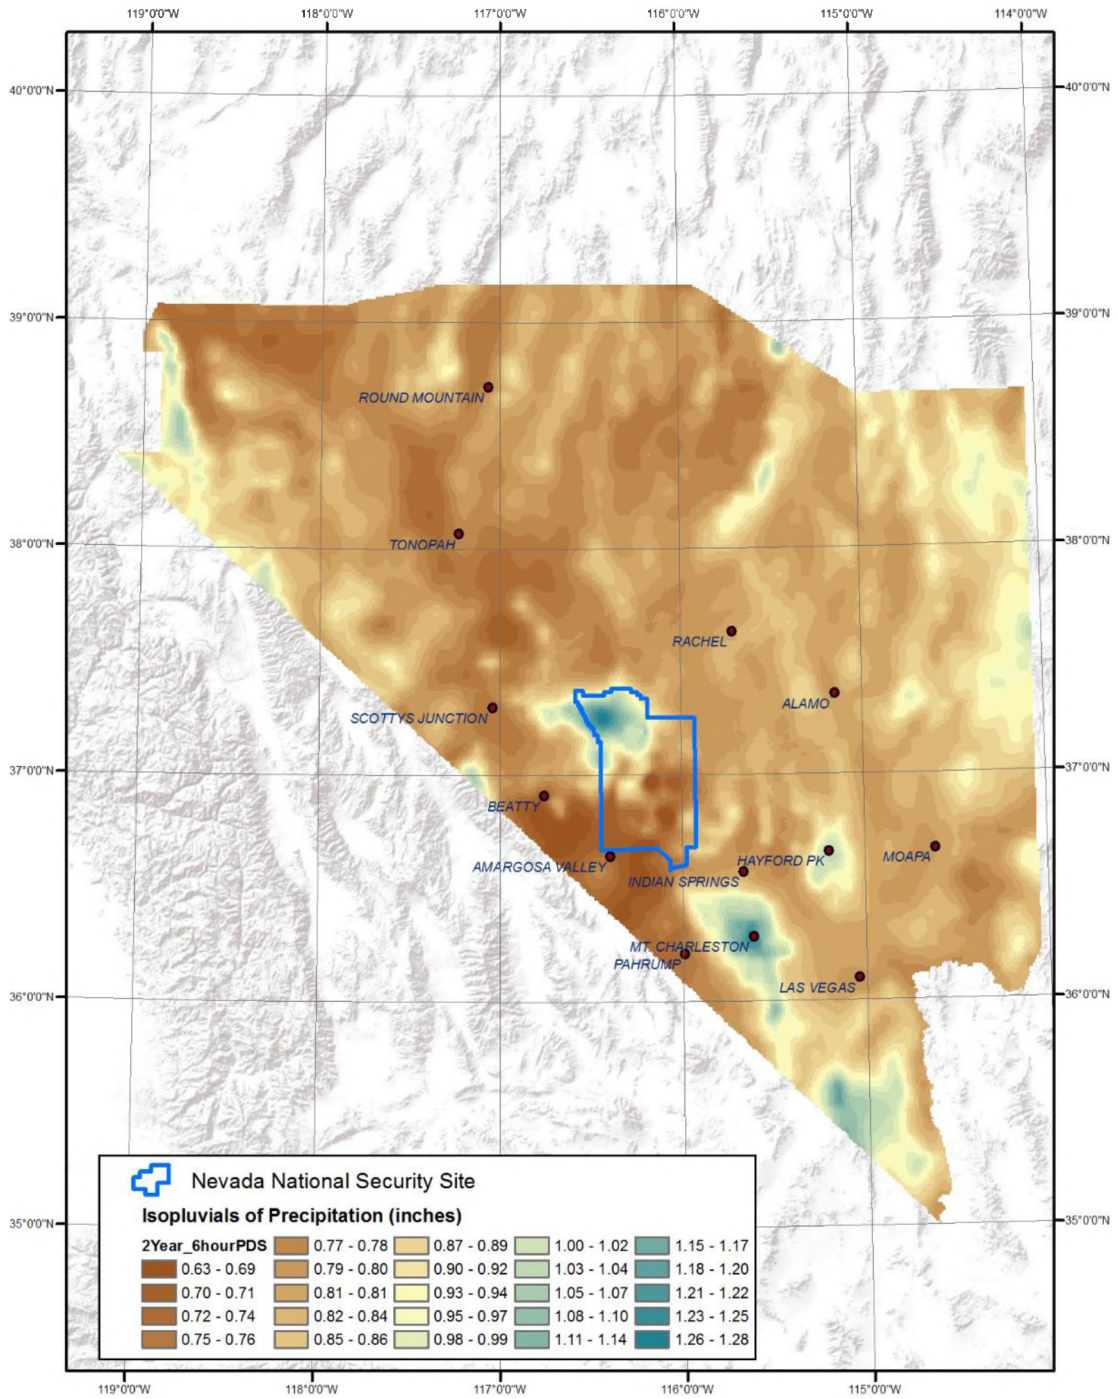 119°0'0"W 118°0'0"W 117°0'0"W 116°0'0"W 115°0'0"W 114°0'0"W
40°0'0"N 40°0'0"N
39°0'0"N 39°0'0"N
ROUND MOUNTAIN
38°0'0"N 38°0'0"N
TONOPAH
RACHEL
ALAMO
SCOTTYS JUNCTION
37°0'0"N 37°0'0"N
BEATTY
HAYFORD PK
MOAPA
AMARGOSA VALLEY
INDIAN SPRINGS
MT. CHARLESTON
PAHRUMP
LAS VEGAS
36°0'0"N 36°0'0"N
Nevada National Security Site
Isopluvials of Precipitation (inches)
35°0'0"N 35°0'0"N
2Year_6hourPDS 0.77 - 0.78 0.87 - 0.89 1.00 - 1.02 1.15 - 1.17
0.63 - 0.69 0.79 - 0.80 0.90 - 0.92 1.03 - 1.04 1.18 - 1.20
0.70 - 0.71 0.81 - 0.81 0.93 - 0.94 1.05 - 1.07 1.21 - 1.22
0.72 - 0.74 0.82 - 0.84 0.95 - 0.97 1.08 - 1.10 1.23 - 1.25
0.75 - 0.76 0.85 - 0.86 0.98 - 0.99 1.11 - 1.14 1.26 - 1.28
119°0'0"W 118°0'0"W 117°0'0"W 116°0'0"W 115°0'0"W